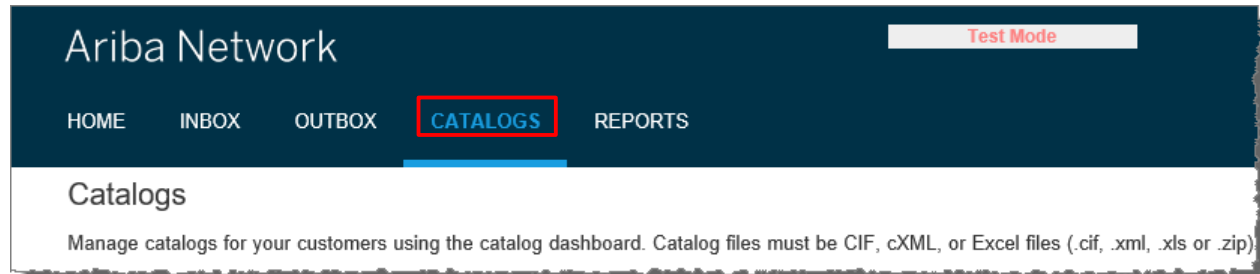 Ariba Network
Test Mode
HOME INBOX OUTBOX CATALOGS REPORTS
Catalogs
Manage catalogs for your customers using the catalog dashboard. Catalog files must be CIF, cXML, or Excel files (.cif, .xml, .xls or .zip)